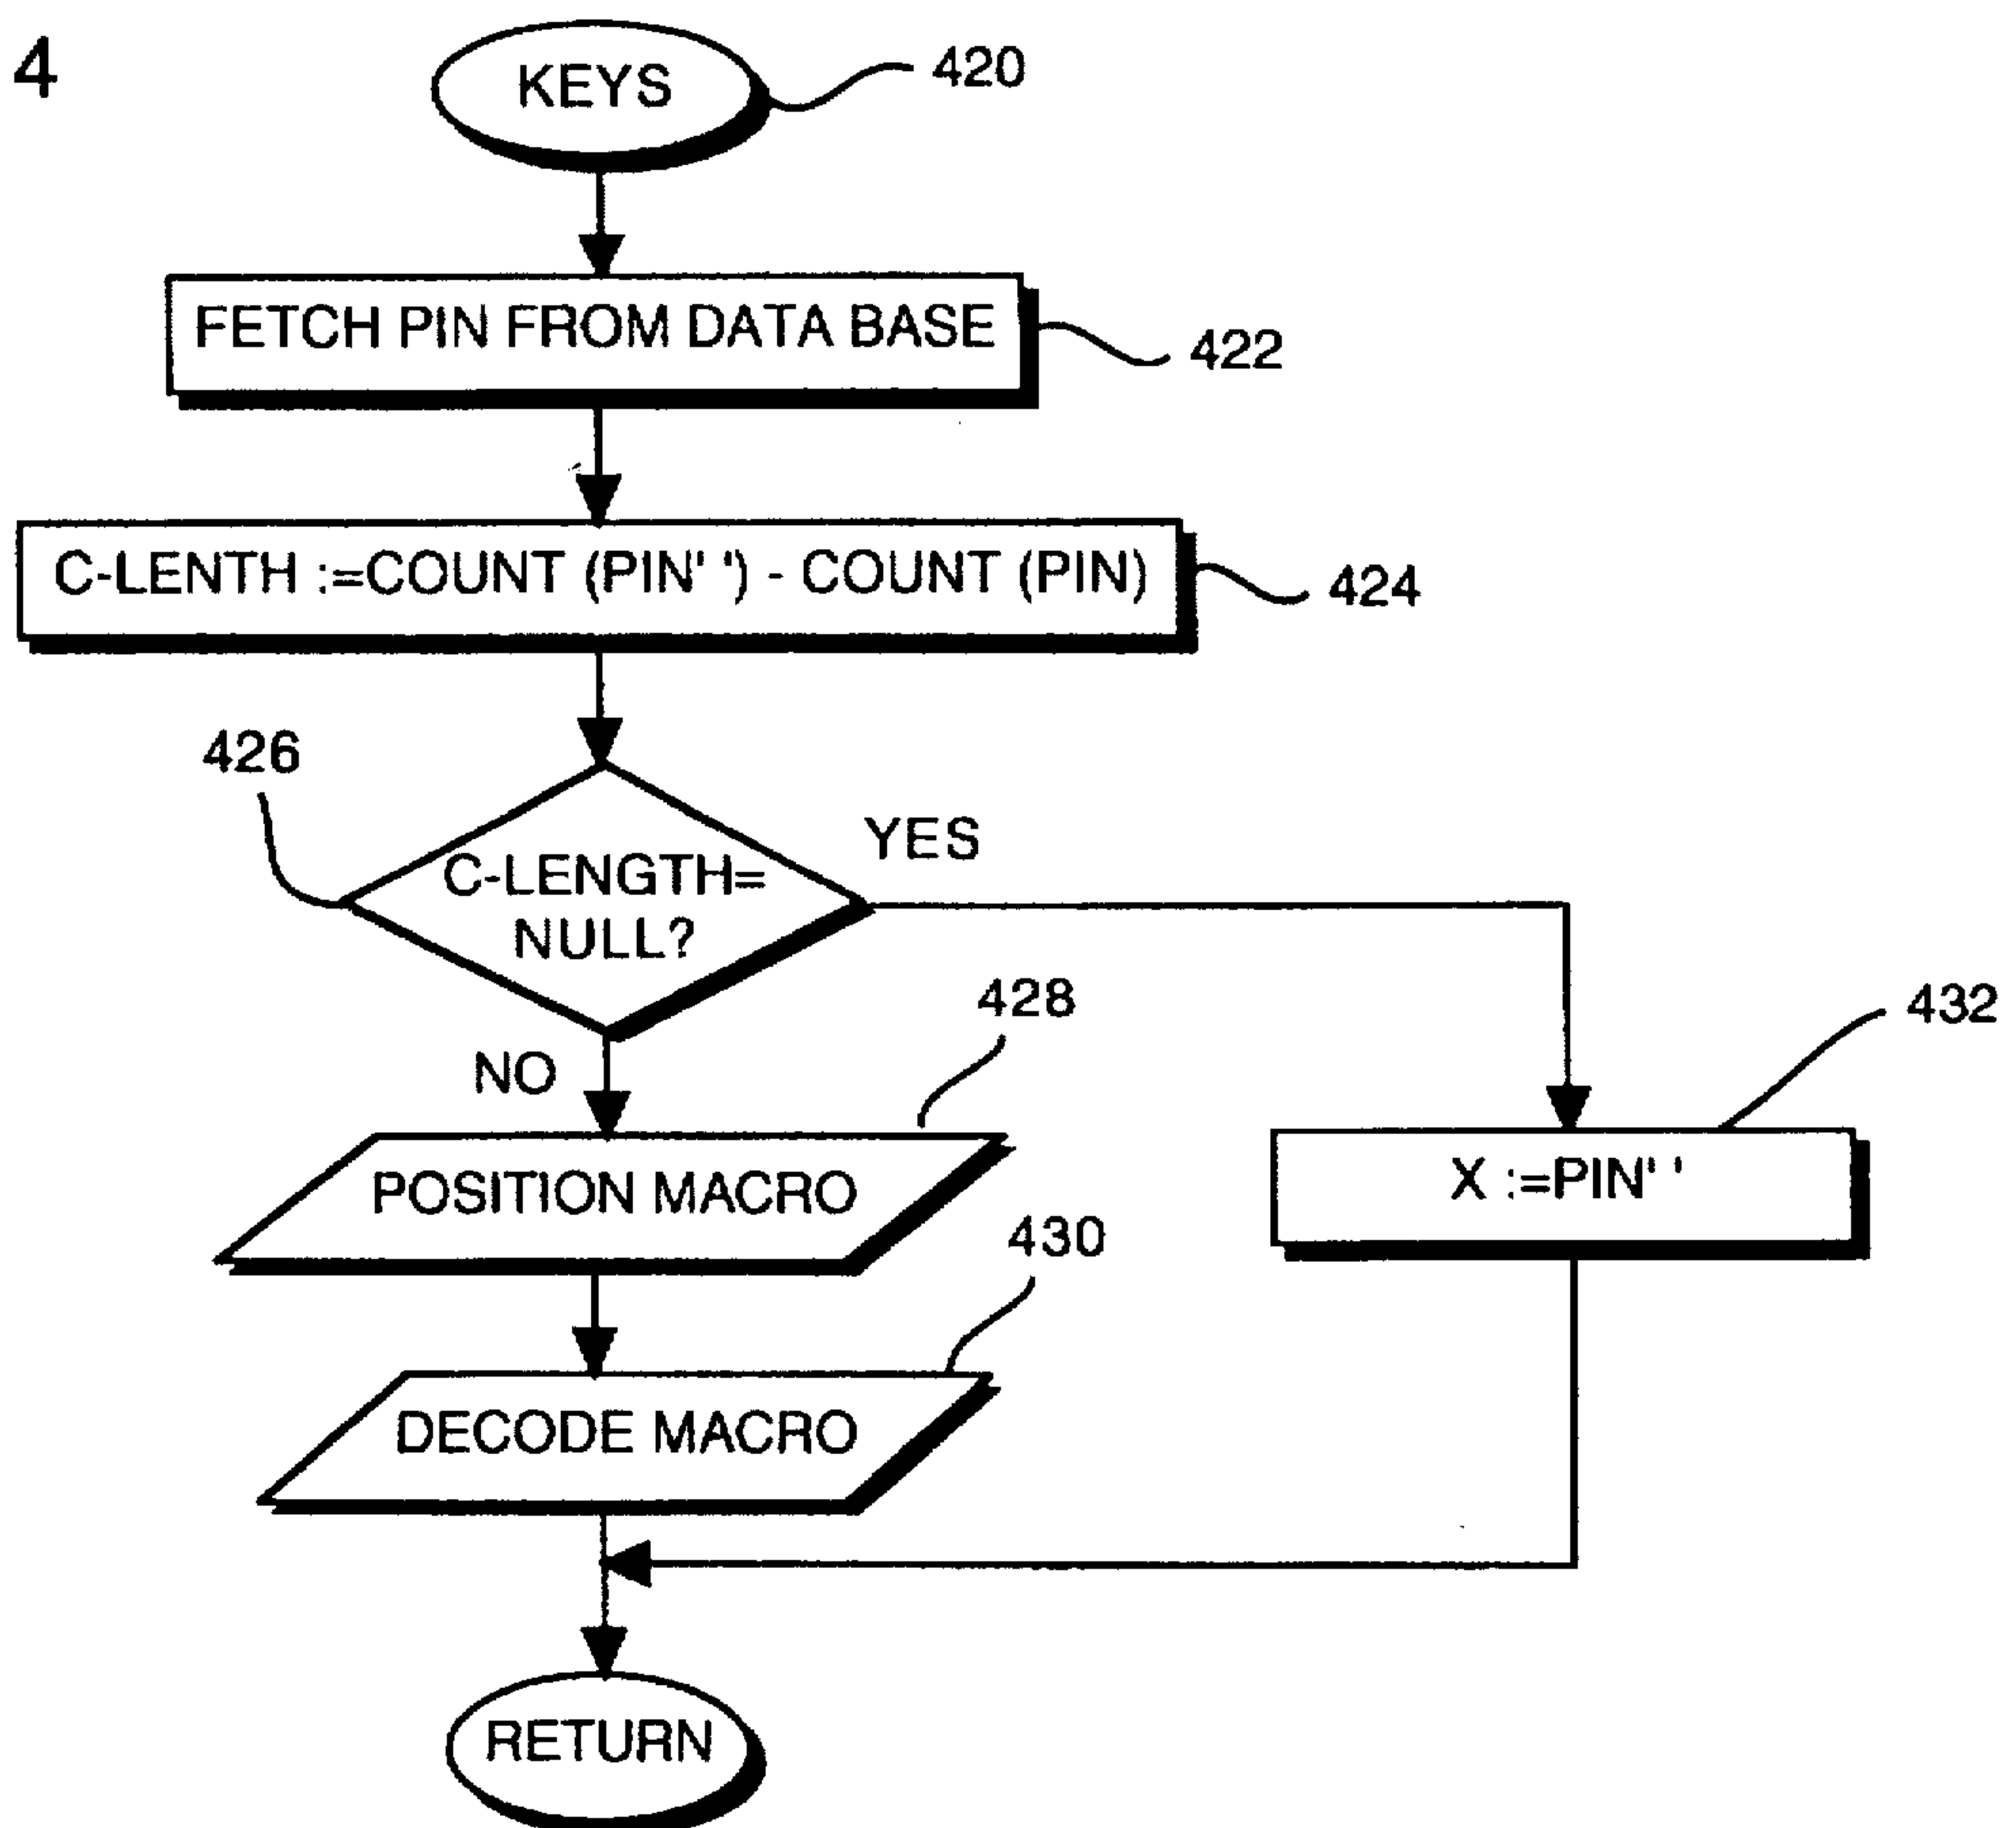 4
KEYS
420
FETCH PIN FROM DATA BASE
422
C-LENTH :=COUNT (PIN' ') - COUNT (PIN)
424
426
C-LENGTH=
NULL?
YES
NO
428
432
POSITION MACRO
X :=PIN' '
430
DECODE MACRO
RETURN